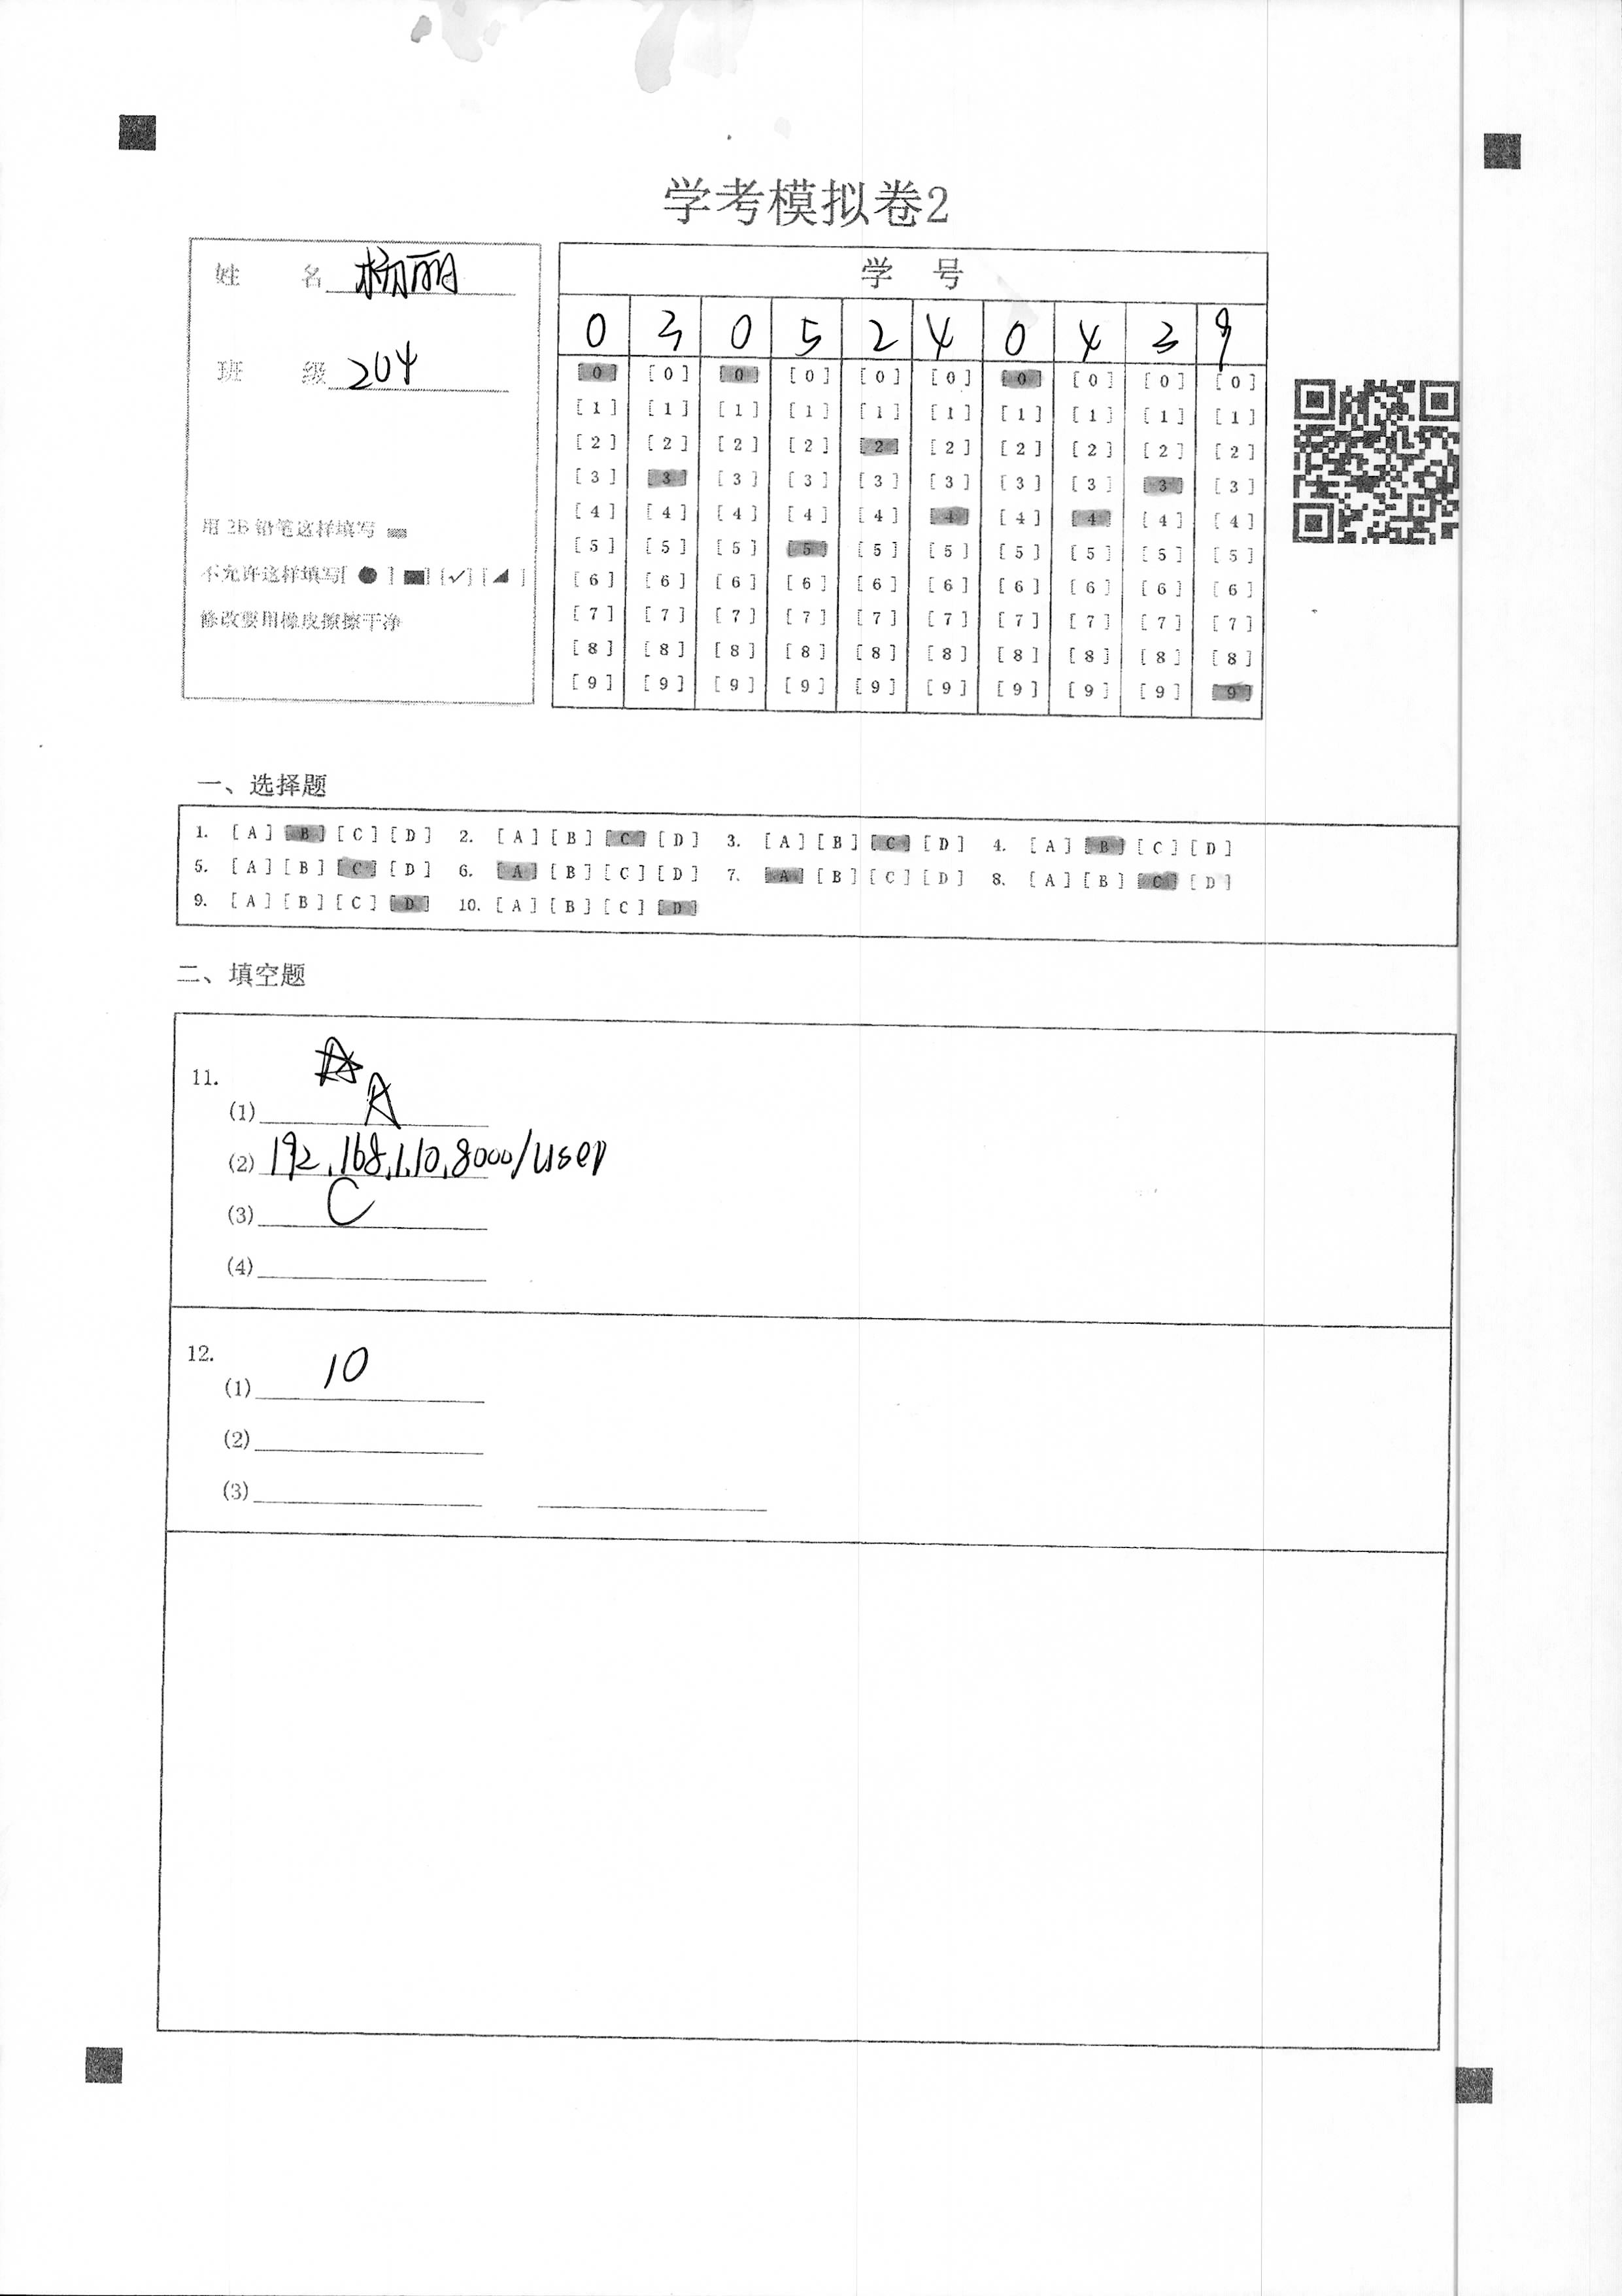 学考模拟卷2
姓 名 杨丽
班 级 204
用 2B 铅笔这样填写
不允许这样填写[ ● ] [■] [✓] [◢ ]
修改要用橡皮擦擦干净
学 号
0 3 0 5 2 4 0 4 3 9
[0] [0] [0] [0] [0] [0] [0] [0] [0] [0]
[1] [1] [1] [1] [1] [1] [1] [1] [1] [1]
[2] [2] [2] [2] [2] [2] [2] [2] [2] [2]
[3] [3] [3] [3] [3] [3] [3] [3] [3] [3]
[4] [4] [4] [4] [4] [4] [4] [4] [4] [4]
[5] [5] [5] [5] [5] [5] [5] [5] [5] [5]
[6] [6] [6] [6] [6] [6] [6] [6] [6] [6]
[7] [7] [7] [7] [7] [7] [7] [7] [7] [7]
[8] [8] [8] [8] [8] [8] [8] [8] [8] [8]
[9] [9] [9] [9] [9] [9] [9] [9] [9] [9]
一、选择题
1. [A] [B] [C] [D] 2. [A] [B] [C] [D] 3. [A] [B] [C] [D] 4. [A] [B] [C] [D]
5. [A] [B] [C] [D] 6. [A] [B] [C] [D] 7. [A] [B] [C] [D] 8. [A] [B] [C] [D]
9. [A] [B] [C] [D] 10. [A] [B] [C] [D]
二、填空题
11.
(1) A
(2) 192.168.1.10.8000/user
(3) C
(4)
12.
(1) 10
(2)
(3)